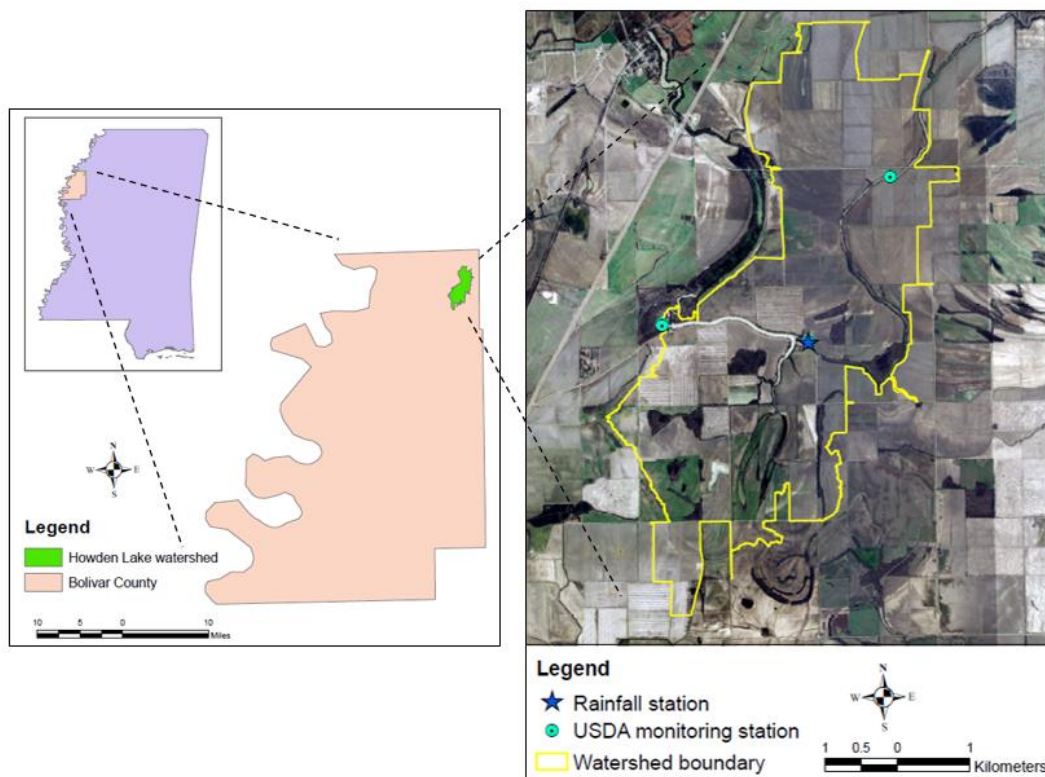 N
W E
S
Legend
Howden Lake watershed
Bolivar County
10 5 0 10
Miles
Legend
Rainfall station
USDA monitoring station
Watershed boundary
N
W E
S
1 0.5 0 1
Kilometers